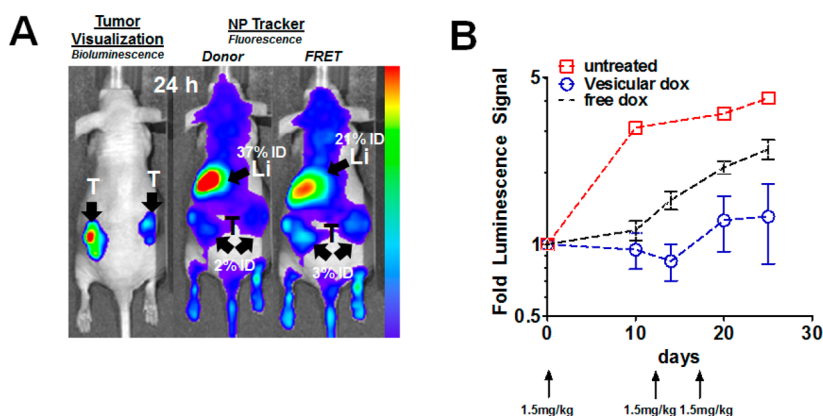 A
Tumor
Visualization
Bioluminescence
NP Tracker
Fluorescence
Donor
FRET
24 h
T
T
37% ID
Li
21% ID
Li
T
2% ID
T
3% ID
B
untreated
Vesicular dox
free dox
Fold Luminescence Signal
5
1
0.5
0
10
20
30
days
1.5mg/kg
1.5mg/kg 1.5mg/kg